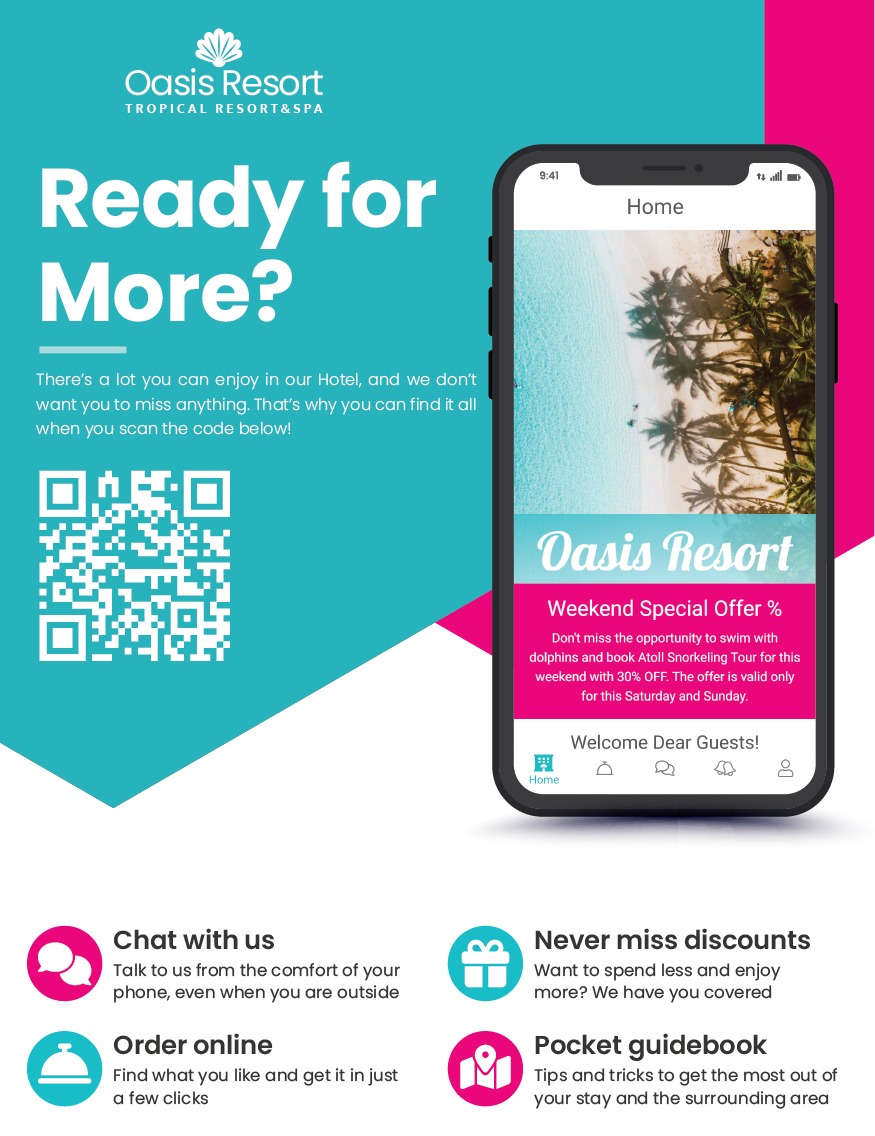 Oasis Resort
TROPICAL RESORT&SPA
Ready for
More?
There's a lot you can enjoy in our Hotel, and we don't
want you to miss anything. That's why you can find it all
when you scan the code below!
9:41
Home
Oasis Resort
Weekend Special Offer %
Don't miss the opportunity to swim with
dolphins and book Atoll Snorkeling Tour for this
weekend with 30% OFF. The offer is valid only
for this Saturday and Sunday.
Welcome Dear Guests!
Home
Chat with us
Talk to us from the comfort of your
phone, even when you are outside
Never miss discounts
Want to spend less and enjoy
more? We have you covered
Order online
Find what you like and get it in just
a few clicks
Pocket guidebook
Tips and tricks to get the most out of
your stay and the surrounding area